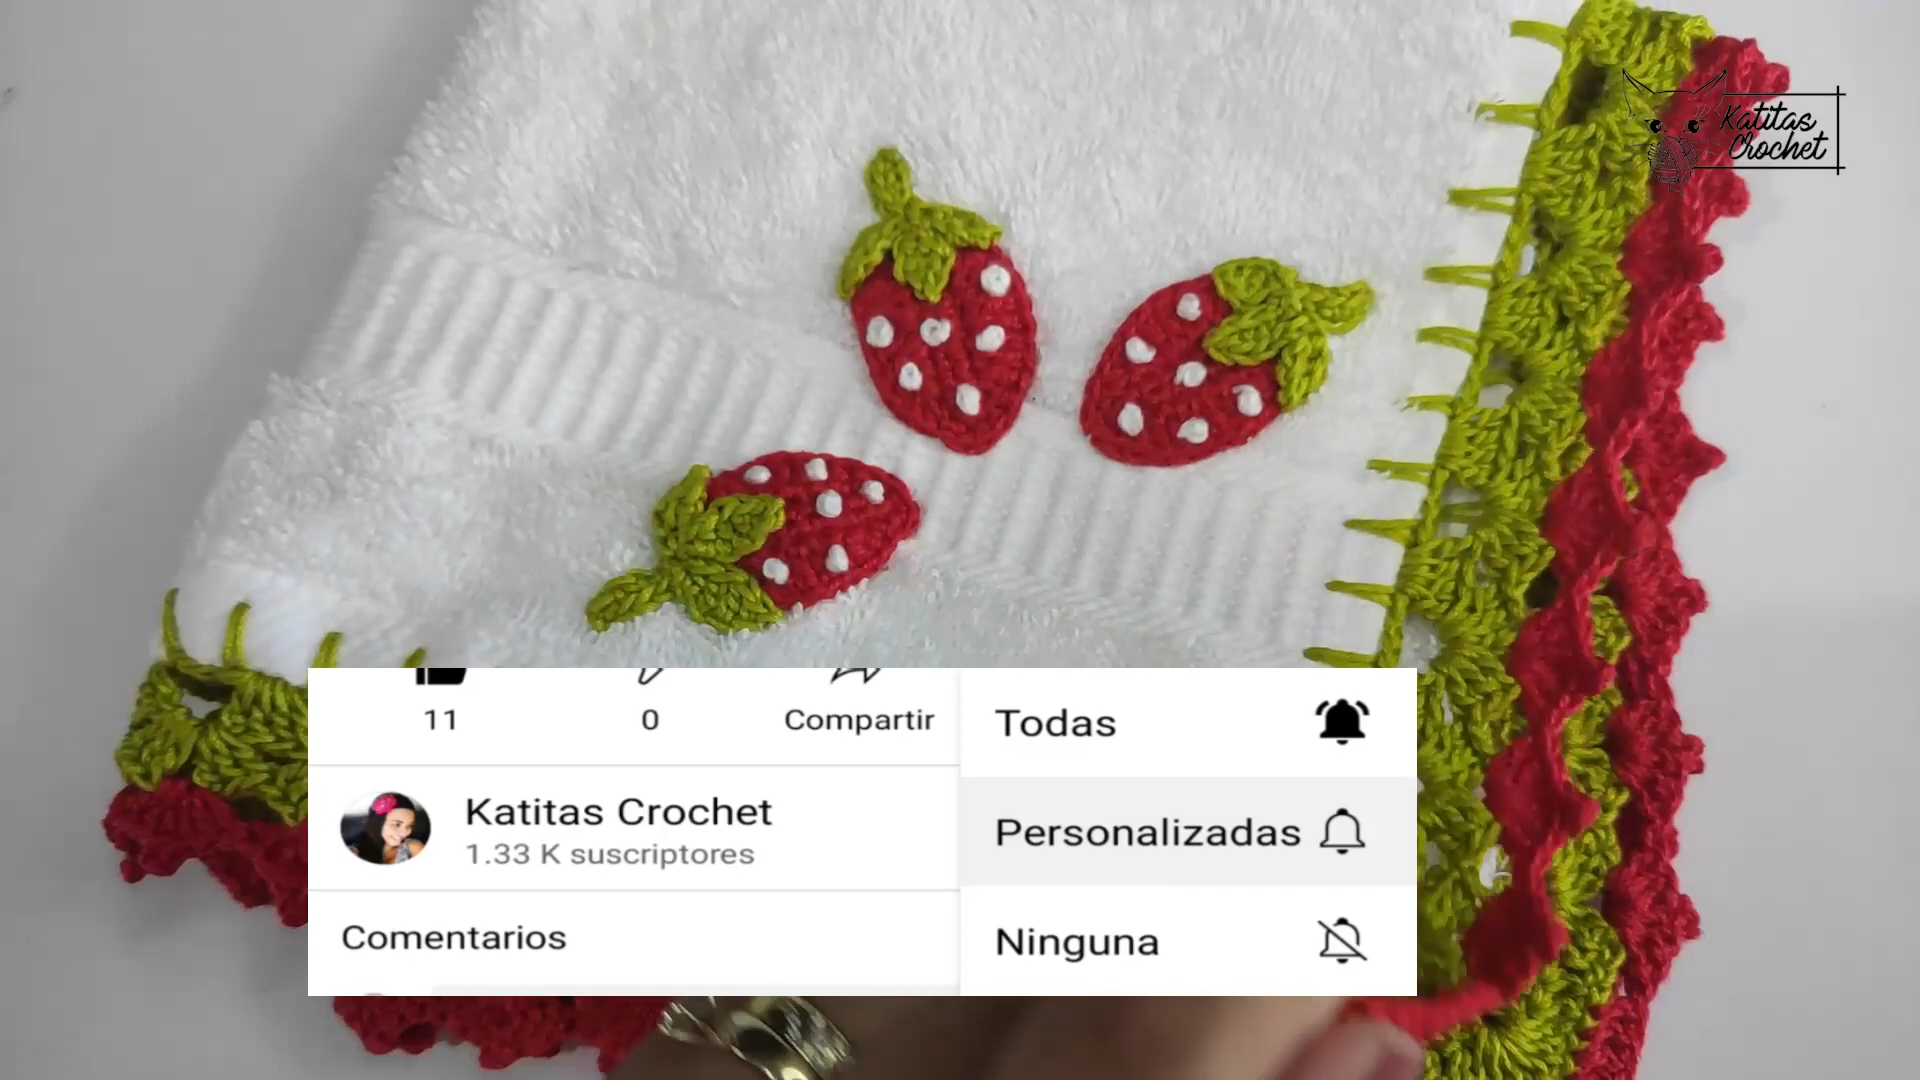 Katitas
Crochet
11
0
Compartir
Todas
Katitas Crochet
1.33 K suscriptores
Personalizadas
Comentarios
Ninguna